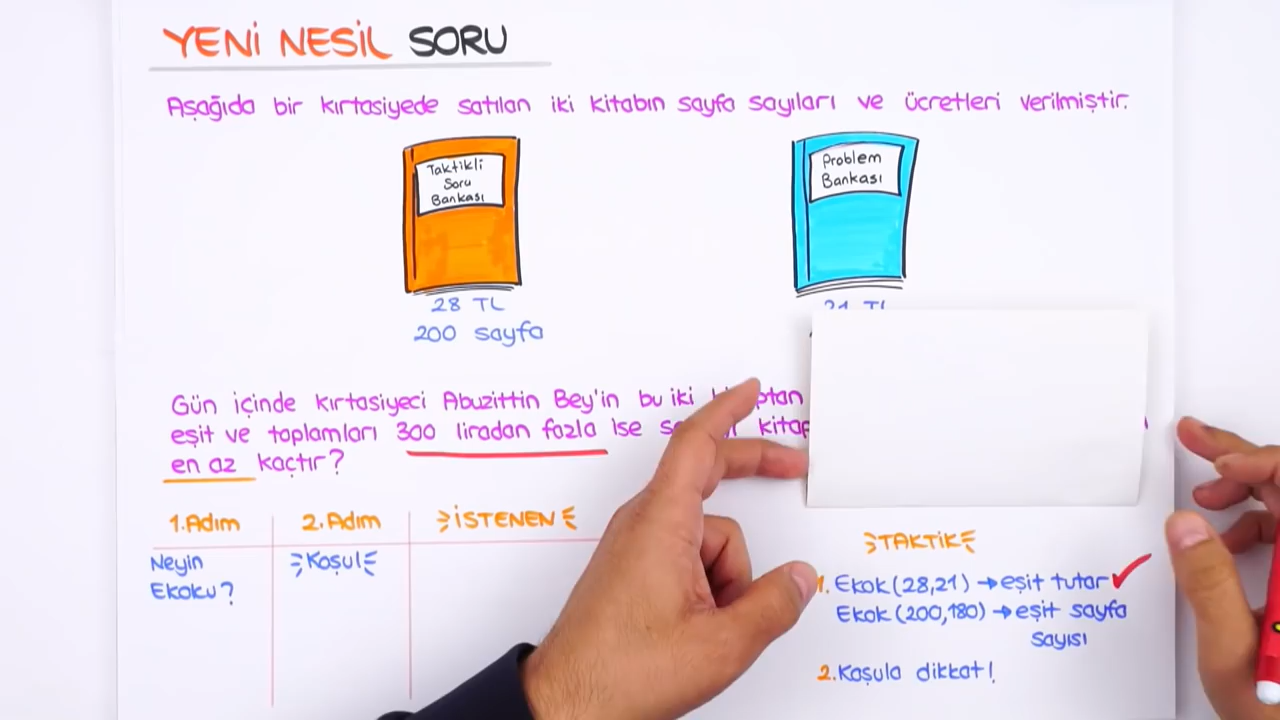 YENİ NESİL SORU
Aşağıda bir kırtasiyede satılan iki kitabın sayfa sayıları ve ücretleri verilmiştir.
Taktikli
Soru
Bankası
28 TL
200 sayfa
Problem
Bankası
TL
Gün içinde kırtasiyeci Abuzittin Bey'in bu iki
eşit ve toplamları 300 liradan fazla ise
en az kaçtır?
1.Adım
Neyin
Ekoku?
2. Adım
Koşul
İSTENEN
TAKTİK
1. Ekok (28,21) → eşit tutar
Ekok (200,180) → eşit sayfa
sayısı
2. Koşula dikkat!